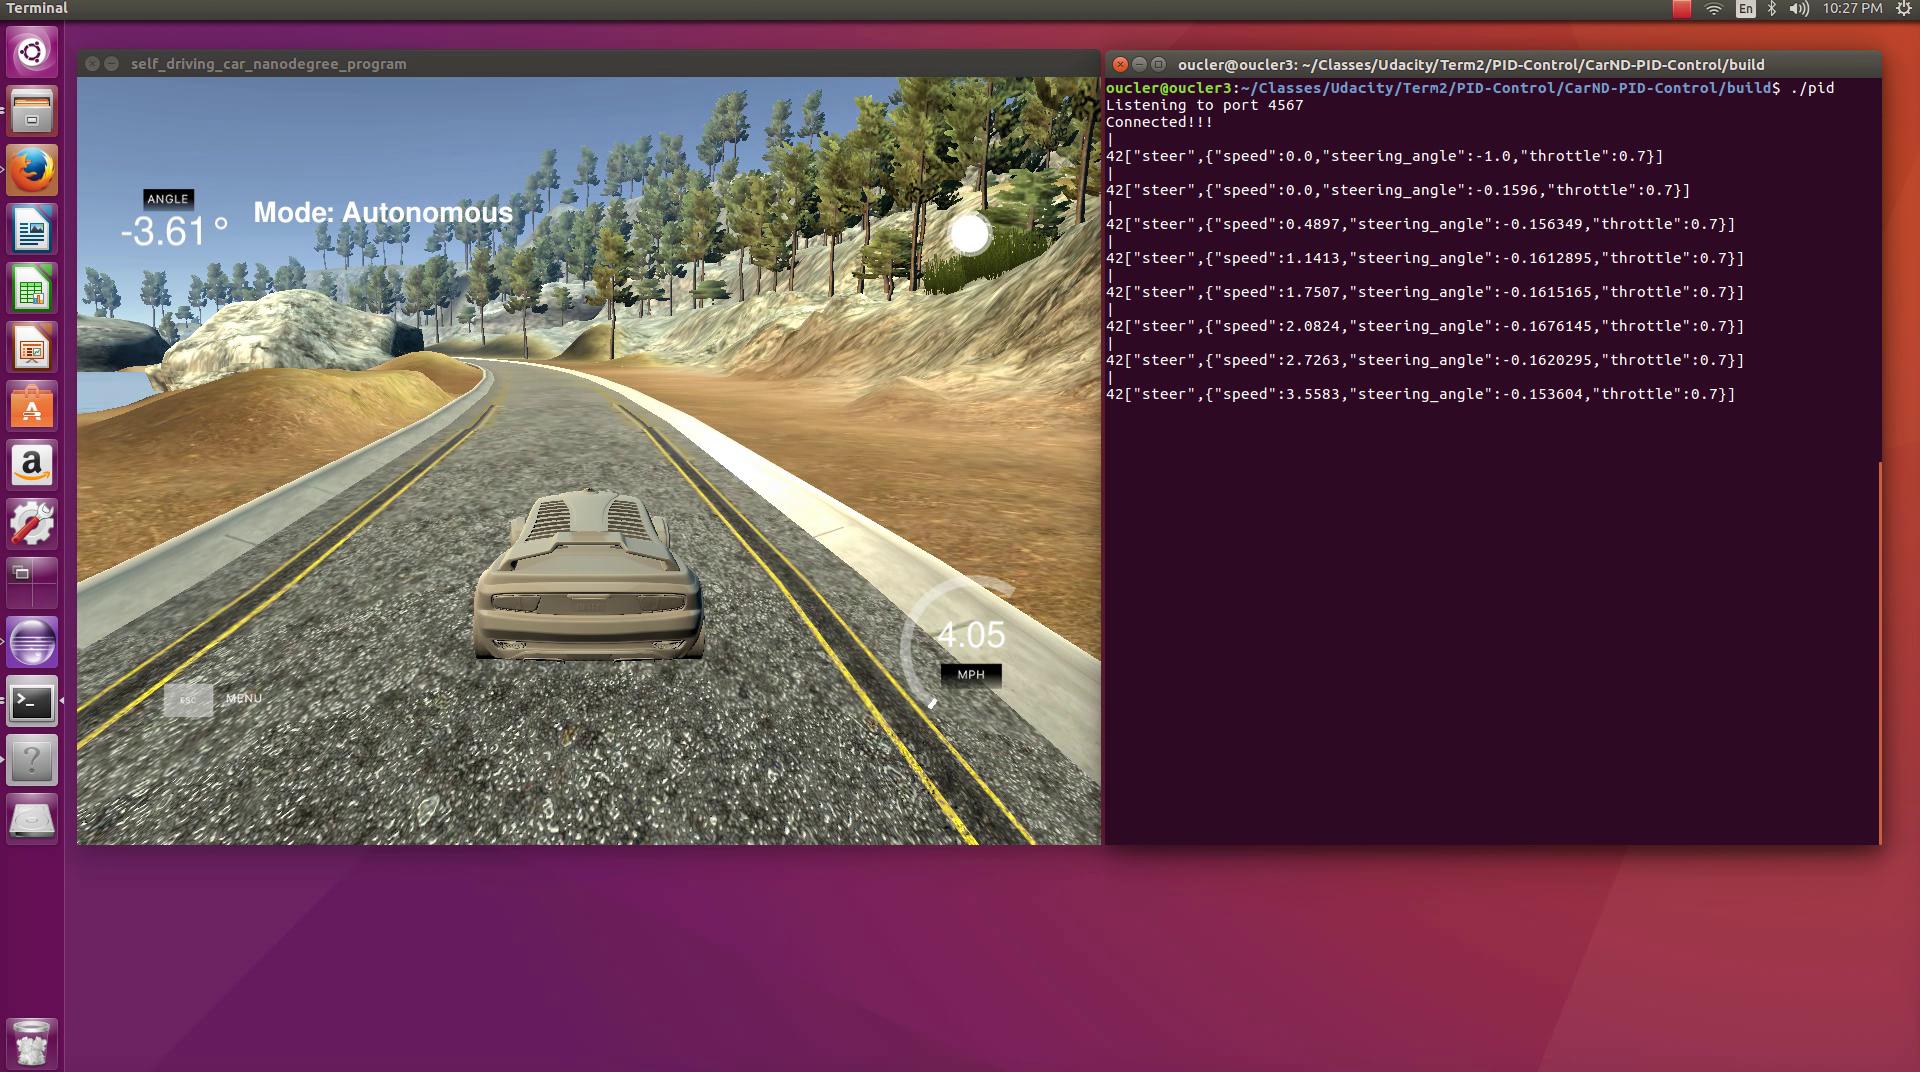 Terminal
En
10:27 PM
self_driving_car_nanodegree_program
ANGLE
-3.61°
Mode: Autonomous
4.05
MPH
ESC
MENU
oucler@oucler3: ~/Classes/Udacity/Term2/PID-Control/CarND-PID-Control/build
oucler@oucler3:~/Classes/Udacity/Term2/PID-Control/CarND-PID-Control/build$ ./pid
Listening to port 4567
Connected!!!
|
42["steer",{"speed":0.0,"steering_angle":-1.0,"throttle":0.7}]
|
42["steer",{"speed":0.0,"steering_angle":-0.1596,"throttle":0.7}]
|
42["steer",{"speed":0.4897,"steering_angle":-0.156349,"throttle":0.7}]
|
42["steer",{"speed":1.1413,"steering_angle":-0.1612895,"throttle":0.7}]
|
42["steer",{"speed":1.7507,"steering_angle":-0.1615165,"throttle":0.7}]
|
42["steer",{"speed":2.0824,"steering_angle":-0.1676145,"throttle":0.7}]
|
42["steer",{"speed":2.7263,"steering_angle":-0.1620295,"throttle":0.7}]
|
42["steer",{"speed":3.5583,"steering_angle":-0.153604,"throttle":0.7}]